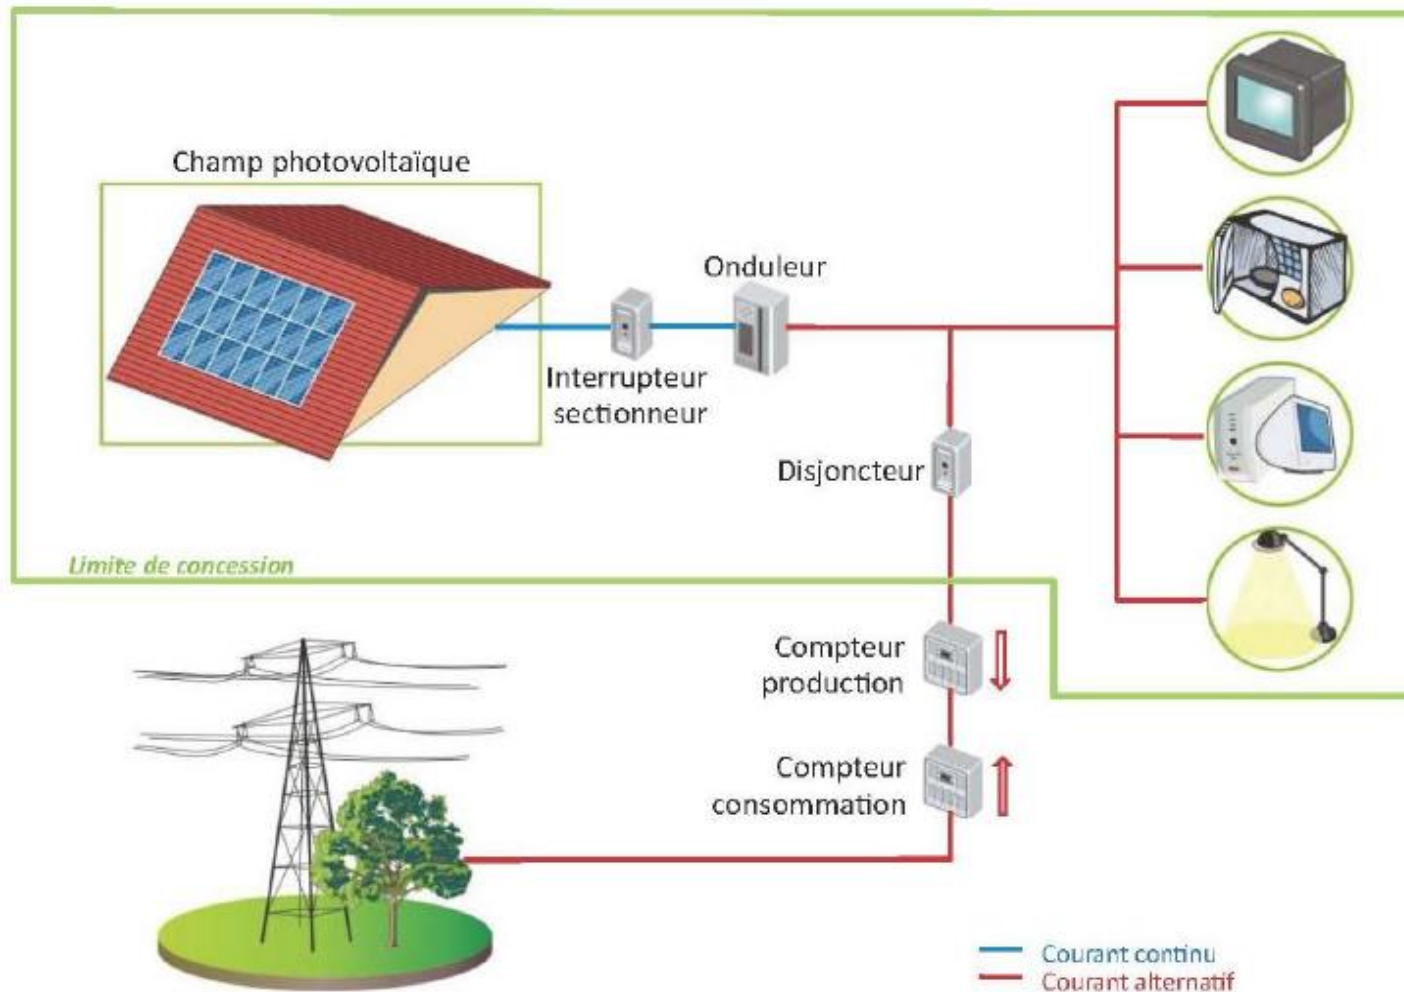 Champ photovoltaïque
Onduleur
Interrupteur
sectionneur
Disjoncteur
Limite de concession
Compteur
production
Compteur
consommation
Courant continu
Courant alternatif